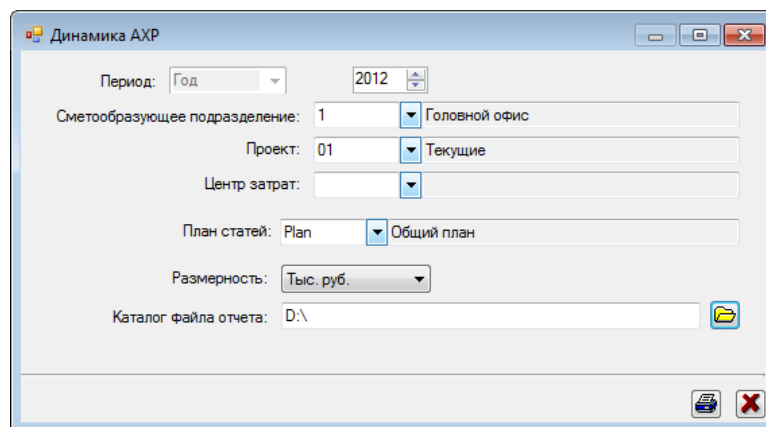 Динамика АХР
Период: Год 2012
Сметообразующее подразделение: 1 Головной офис
Проект: 01 Текущие
Центр затрат:
План статей: Plan Общий план
Размерность: Тыс. руб.
Каталог файла отчета: D:\